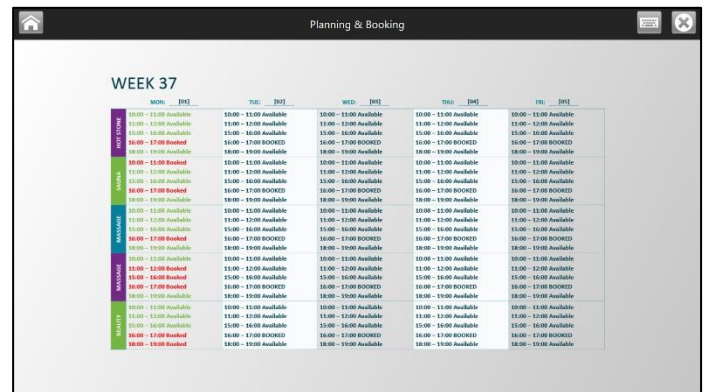 Planning & Booking
WEEK 37
MON: [01] TUE: [02] WED: [03] THU: [04] FRI: [05]
HOT STONE
10:00 – 11:00 Available 10:00 – 11:00 Available 10:00 – 11:00 Available 10:00 – 11:00 Available 10:00 – 11:00 Available
11:00 – 12:00 Available 11:00 – 12:00 Available 11:00 – 12:00 Available 11:00 – 12:00 Available 11:00 – 12:00 Available
15:00 – 16:00 Available 15:00 – 16:00 Available 15:00 – 16:00 Available 15:00 – 16:00 Available 15:00 – 16:00 Available
16:00 – 17:00 Booked 16:00 – 17:00 BOOKED 16:00 – 17:00 BOOKED 16:00 – 17:00 BOOKED 16:00 – 17:00 BOOKED
18:00 – 19:00 Available 18:00 – 19:00 Available 18:00 – 19:00 Available 18:00 – 19:00 Available 18:00 – 19:00 Available
SAUNA
10:00 – 11:00 Booked 10:00 – 11:00 Available 10:00 – 11:00 Available 10:00 – 11:00 Available 10:00 – 11:00 Available
11:00 – 12:00 Available 11:00 – 12:00 Available 11:00 – 12:00 Available 11:00 – 12:00 Available 11:00 – 12:00 Available
15:00 – 16:00 Available 15:00 – 16:00 Available 15:00 – 16:00 Available 15:00 – 16:00 Available 15:00 – 16:00 Available
16:00 – 17:00 Booked 16:00 – 17:00 BOOKED 16:00 – 17:00 BOOKED 16:00 – 17:00 BOOKED 16:00 – 17:00 BOOKED
18:00 – 19:00 Available 18:00 – 19:00 Available 18:00 – 19:00 Available 18:00 – 19:00 Available 18:00 – 19:00 Available
MASSAGE
10:00 – 11:00 Available 10:00 – 11:00 Available 10:00 – 11:00 Available 10:00 – 11:00 Available 10:00 – 11:00 Available
11:00 – 12:00 Available 11:00 – 12:00 Available 11:00 – 12:00 Available 11:00 – 12:00 Available 11:00 – 12:00 Available
15:00 – 16:00 Available 15:00 – 16:00 Available 15:00 – 16:00 Available 15:00 – 16:00 Available 15:00 – 16:00 Available
16:00 – 17:00 Booked 16:00 – 17:00 BOOKED 16:00 – 17:00 BOOKED 16:00 – 17:00 BOOKED 16:00 – 17:00 BOOKED
18:00 – 19:00 Available 18:00 – 19:00 Available 18:00 – 19:00 Available 18:00 – 19:00 Available 18:00 – 19:00 Available
MASSAGE
10:00 – 11:00 Available 10:00 – 11:00 Available 10:00 – 11:00 Available 10:00 – 11:00 Available 10:00 – 11:00 Available
11:00 – 12:00 Booked 11:00 – 12:00 Available 11:00 – 12:00 Available 11:00 – 12:00 Available 11:00 – 12:00 Available
15:00 – 16:00 Booked 15:00 – 16:00 Available 15:00 – 16:00 Available 15:00 – 16:00 Available 15:00 – 16:00 Available
16:00 – 17:00 Booked 16:00 – 17:00 BOOKED 16:00 – 17:00 BOOKED 16:00 – 17:00 BOOKED 16:00 – 17:00 BOOKED
18:00 – 19:00 Available 18:00 – 19:00 Available 18:00 – 19:00 Available 18:00 – 19:00 Available 18:00 – 19:00 Available
BEAUTY
10:00 – 11:00 Available 10:00 – 11:00 Available 10:00 – 11:00 Available 10:00 – 11:00 Available 10:00 – 11:00 Available
11:00 – 12:00 Available 11:00 – 12:00 Available 11:00 – 12:00 Available 11:00 – 12:00 Available 11:00 – 12:00 Available
15:00 – 16:00 Available 15:00 – 16:00 Available 15:00 – 16:00 Available 15:00 – 16:00 Available 15:00 – 16:00 Available
16:00 – 17:00 Booked 16:00 – 17:00 BOOKED 16:00 – 17:00 BOOKED 16:00 – 17:00 BOOKED 16:00 – 17:00 BOOKED
18:00 – 19:00 Booked 18:00 – 19:00 Available 18:00 – 19:00 Available 18:00 – 19:00 Available 18:00 – 19:00 Available